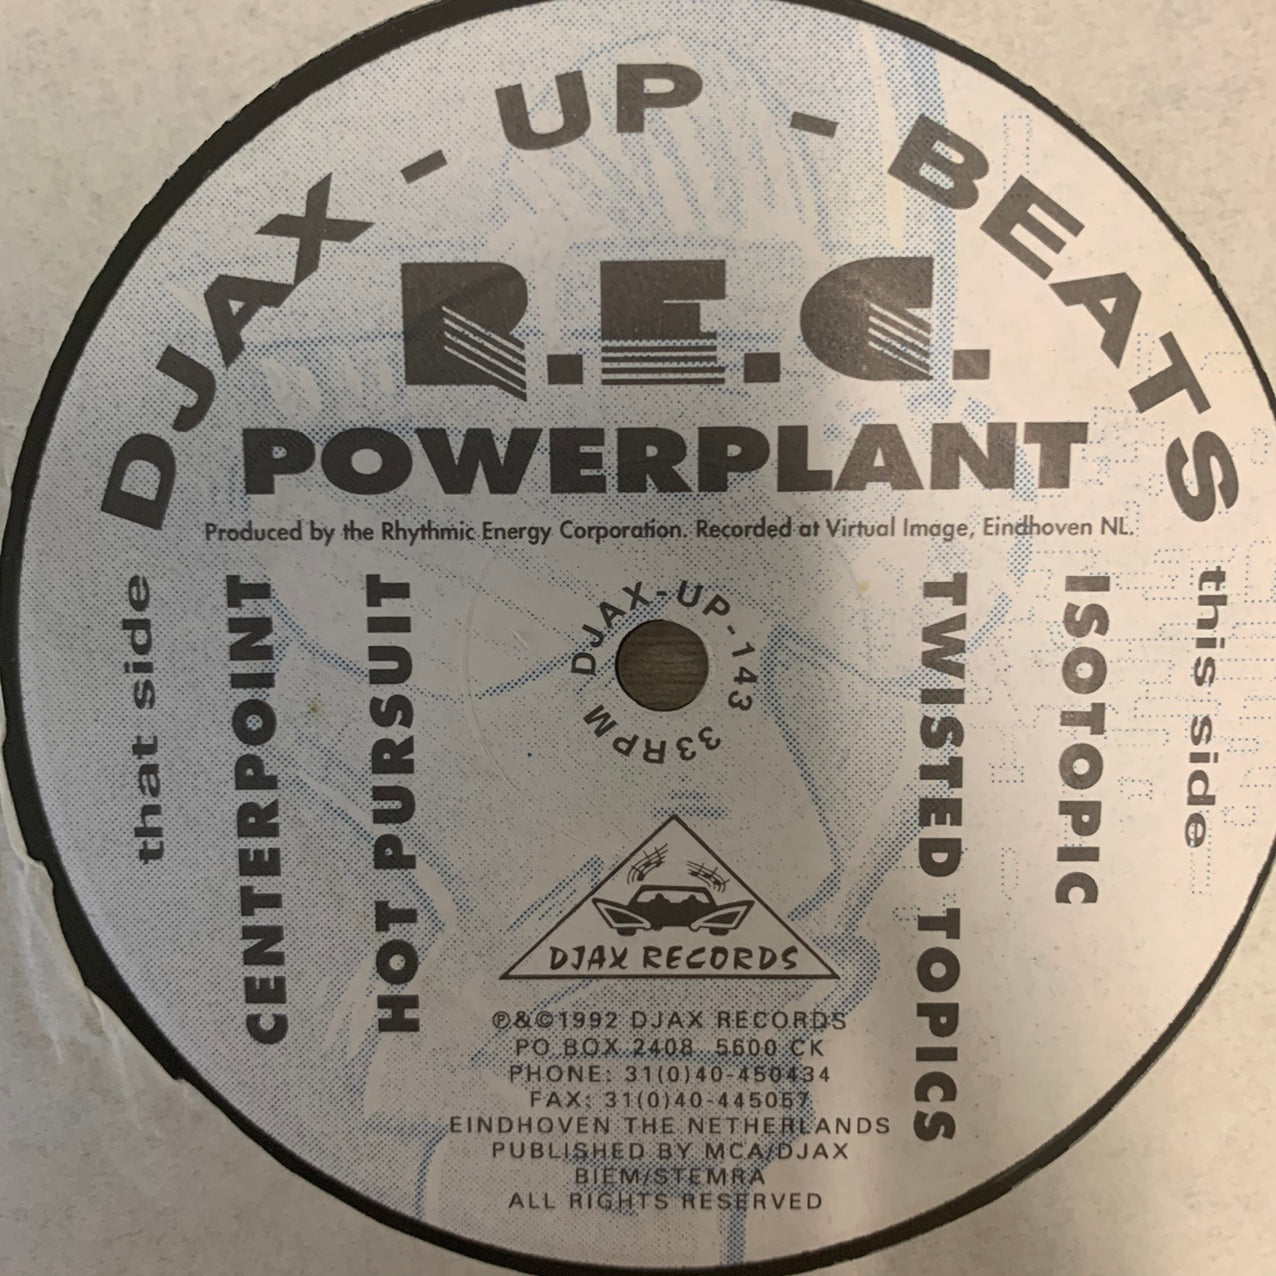 DJAX - UP - BEATS
R.E.C.
POWERPLANT
Produced by the Rhythmic Energy Corporation. Recorded at Virtual Image, Eindhoven NL.
that side
CENTERPOINT
HOT PURSUIT
DJAX-UP-143
33RPM
TWISTED TOPICS
ISOTOPIC
this side
DJAX RECORDS
℗&©1992 DJAX RECORDS
PO BOX 2408 5600 CK
PHONE: 31(0)40-450434
FAX: 31(0)40-445057
EINDHOVEN THE NETHERLANDS
PUBLISHED BY MCA/DJAX
BIEM/STEMRA
ALL RIGHTS RESERVED